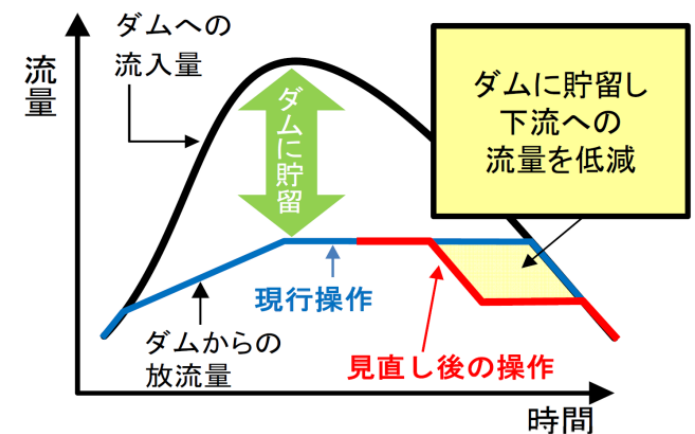 ダムへの
流入量
流量
ダムに貯留
ダムに貯留し
下流への
流量を低減
現行操作
ダムからの
放流量
見直し後の操作
時間